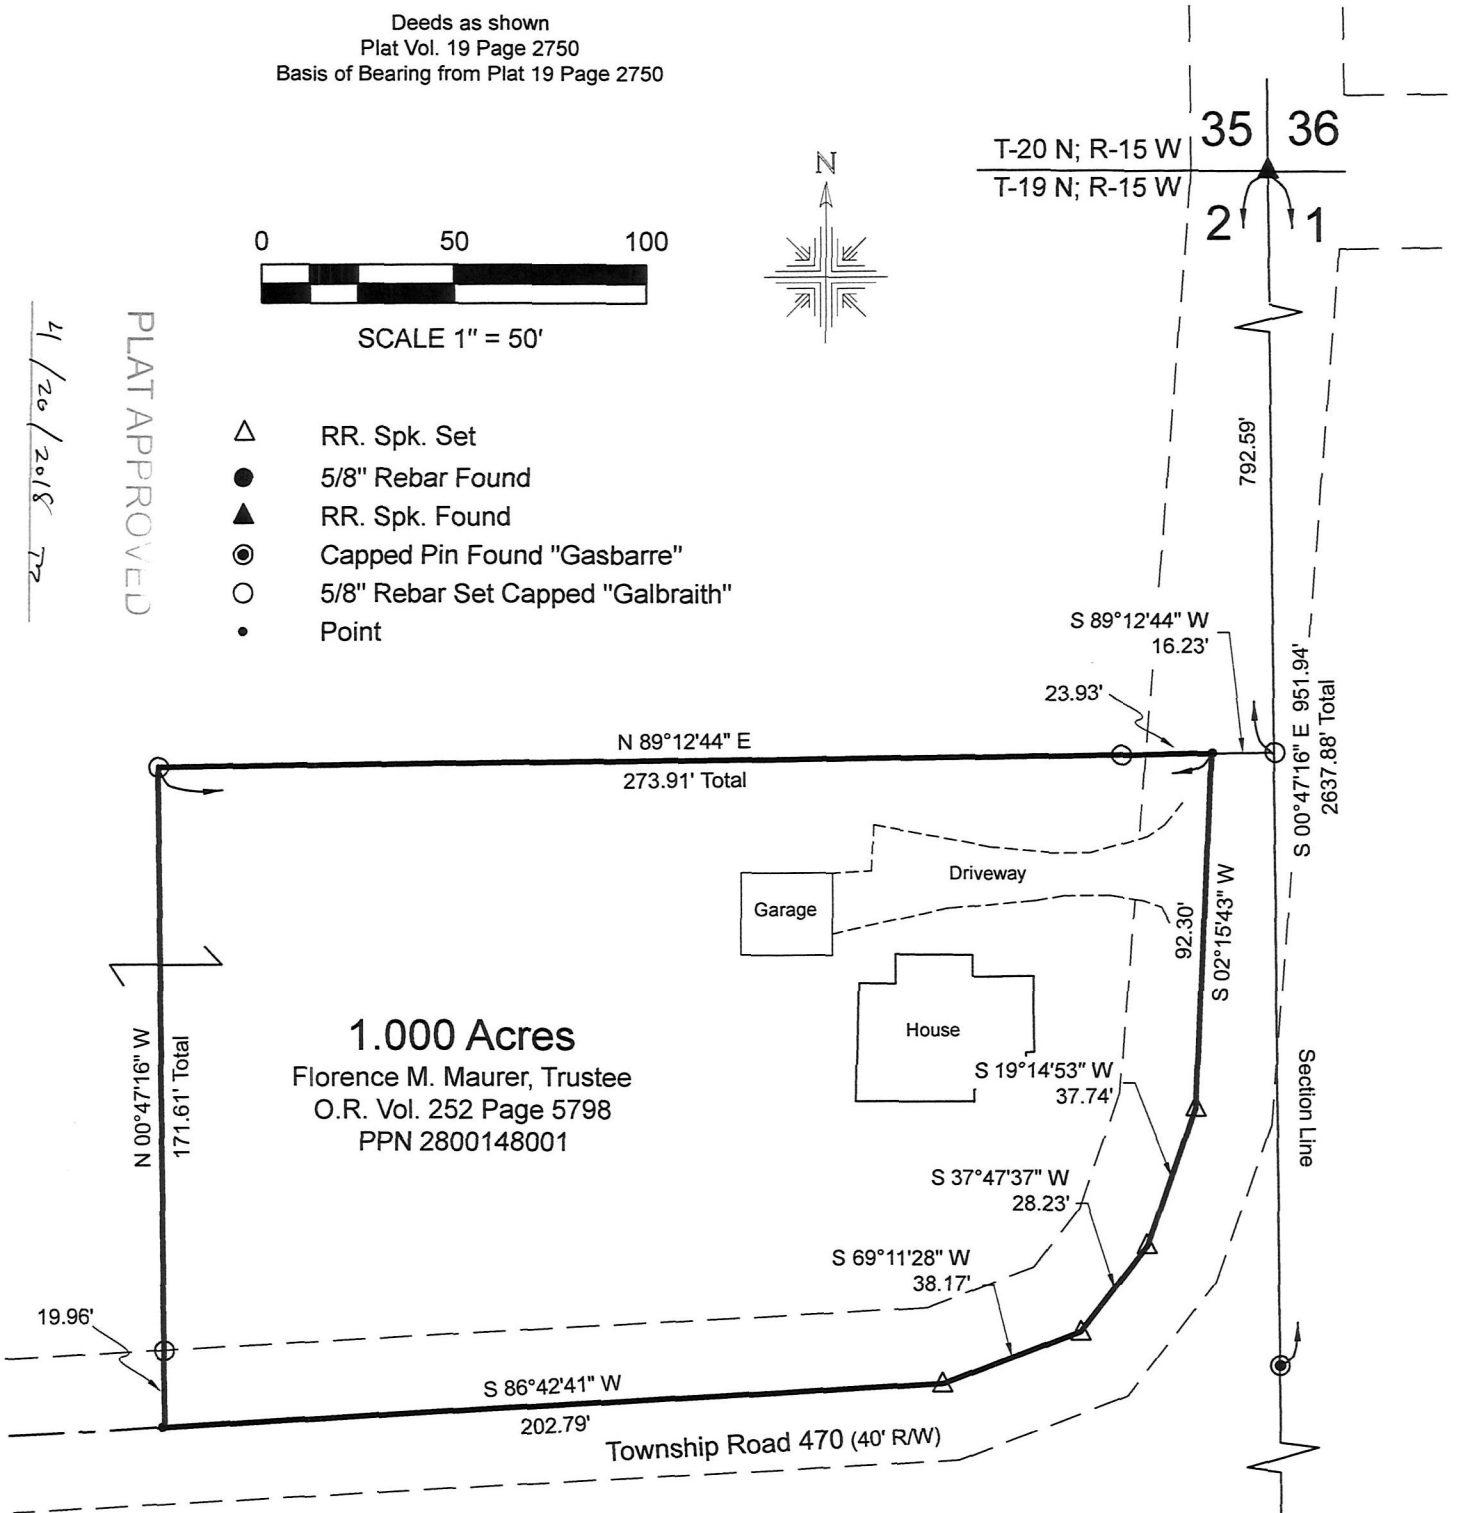 Deeds as shown
Plat Vol. 19 Page 2750
Basis of Bearing from Plat 19 Page 2750
35 36
T-20 N; R-15 W
T-19 N; R-15 W
2 1
N
0 50 100
SCALE 1" = 50'
PLAT APPROVED
4/20/2018
RR. Spk. Set
5/8" Rebar Found
RR. Spk. Found
Capped Pin Found "Gasbarre"
5/8" Rebar Set Capped "Galbraith"
Point
792.59'
S 89°12'44" W
16.23'
23.93'
S 00°47'16" E 951.94'
2637.88' Total
N 89°12'44" E
273.91' Total
Driveway
Garage
92.30'
S 02°15'43" W
House
N 00°47'16" W
171.61' Total
1.000 Acres
Florence M. Maurer, Trustee
O.R. Vol. 252 Page 5798
PPN 2800148001
S 19°14'53" W
37.74'
Section Line
S 37°47'37" W
28.23'
S 69°11'28" W
38.17'
19.96'
S 86°42'41" W
202.79'
Township Road 470 (40' R/W)